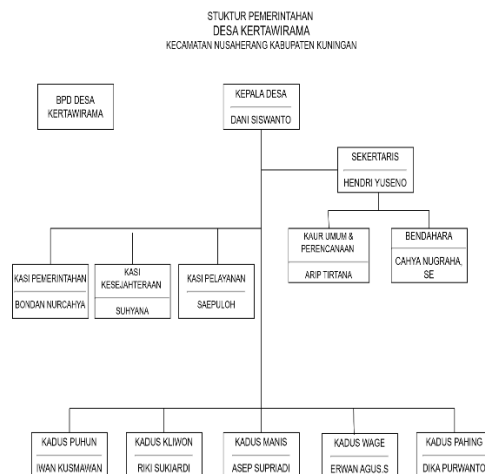 STUKTUR PEMERINTAHAN
DESA KERTAWIRAMA
KECAMATAN NUSAHERANG KABUPATEN KUNINGAN
BPD DESA
KERTAWIRAMA
KEPALA DESA
DANI SISWANTO
SEKERTARIS
HENDRI YUSENO
KAUR UMUM &
PERENCANAAN
ARIP TIRTANA
BENDAHARA
CAHYA NUGRAHA,
SE
KASI PEMERINTAHAN
BONDAN NURCAHYA
KASI
KESEJAHTERAAN
SUHYANA
KASI PELAYANAN
SAEPULOH
KADUS PUHUN
IWAN KUSMAWAN
KADUS KLIWON
RIKI SUKIARDI
KADUS MANIS
ASEP SUPRIADI
KADUS WAGE
ERWAN AGUS.S
KADUS PAHING
DIKA PURWANTO